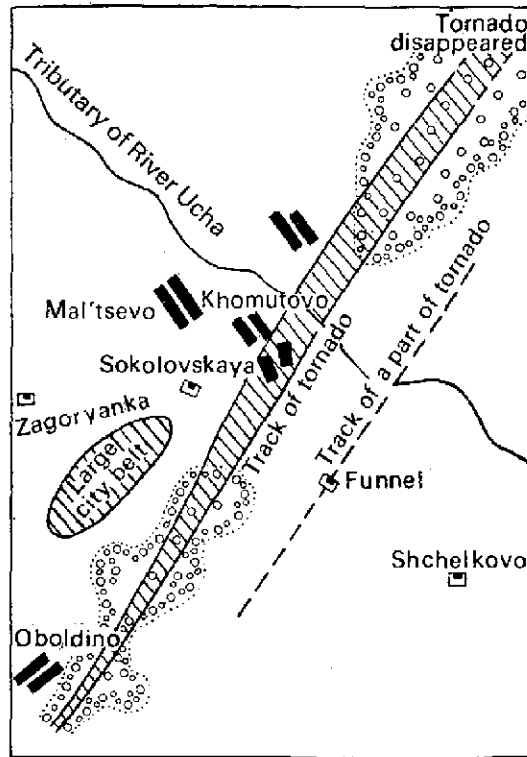 Tornado
disappeared
Tributary of River Ucha
Mal'tsevo
Khomutovo
Sokolovskaya
Zagoryanka
Large
city belt
Track of tornado
Track of a part of tornado
Funnel
Shchelkovo
Oboldino